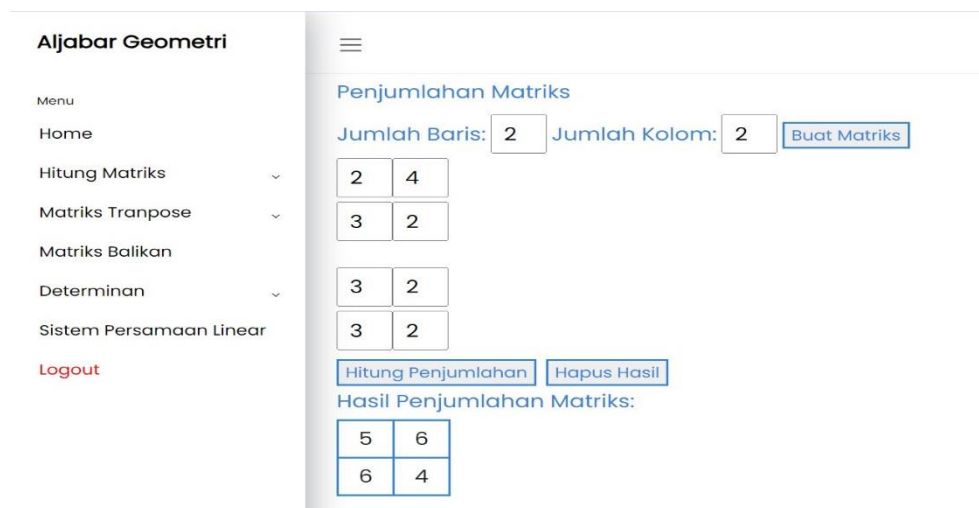 Aljabar Geometri
Menu
Home
Hitung Matriks
Matriks Tranpose
Matriks Balikan
Determinan
Sistem Persamaan Linear
Logout
Penjumlahan Matriks
Jumlah Baris: 2 Jumlah Kolom: 2 Buat Matriks
2 4
3 2
3 2
3 2
Hitung Penjumlahan Hapus Hasil
Hasil Penjumlahan Matriks:
5 6
6 4